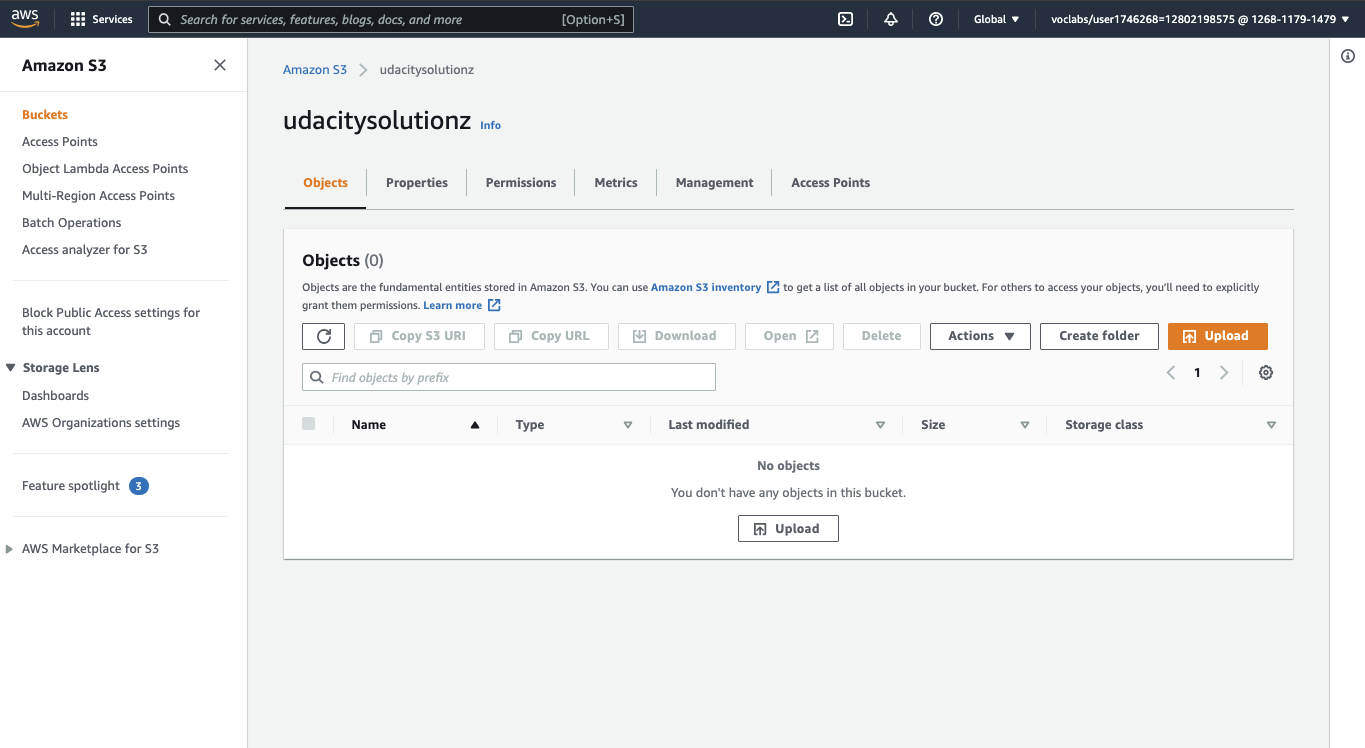 aws Services Search for services, features, blogs, docs, and more [Option+S] Global voclabs/user1746268=12802198575 @ 1268-1179-1479
Amazon S3
Buckets
Access Points
Object Lambda Access Points
Multi-Region Access Points
Batch Operations
Access analyzer for S3
Block Public Access settings for
this account
Storage Lens
Dashboards
AWS Organizations settings
Feature spotlight 3
AWS Marketplace for S3
Amazon S3 udacitysolutionz
udacitysolutionz Info
Objects Properties Permissions Metrics Management Access Points
Objects (0)
Objects are the fundamental entities stored in Amazon S3. You can use Amazon S3 inventory to get a list of all objects in your bucket. For others to access your objects, you'll need to explicitly
grant them permissions. Learn more
Copy S3 URI Copy URL Download Open Delete Actions Create folder Upload
Find objects by prefix 1
Name Type Last modified Size Storage class
No objects
You don't have any objects in this bucket.
Upload